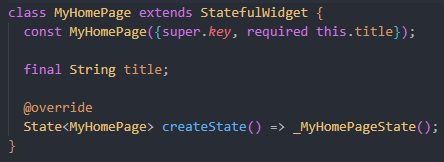 class MyHomePage extends StatefulWidget {
  const MyHomePage({super.key, required this.title});

  final String title;

  @override
  State<MyHomePage> createState() => _MyHomePageState();
}